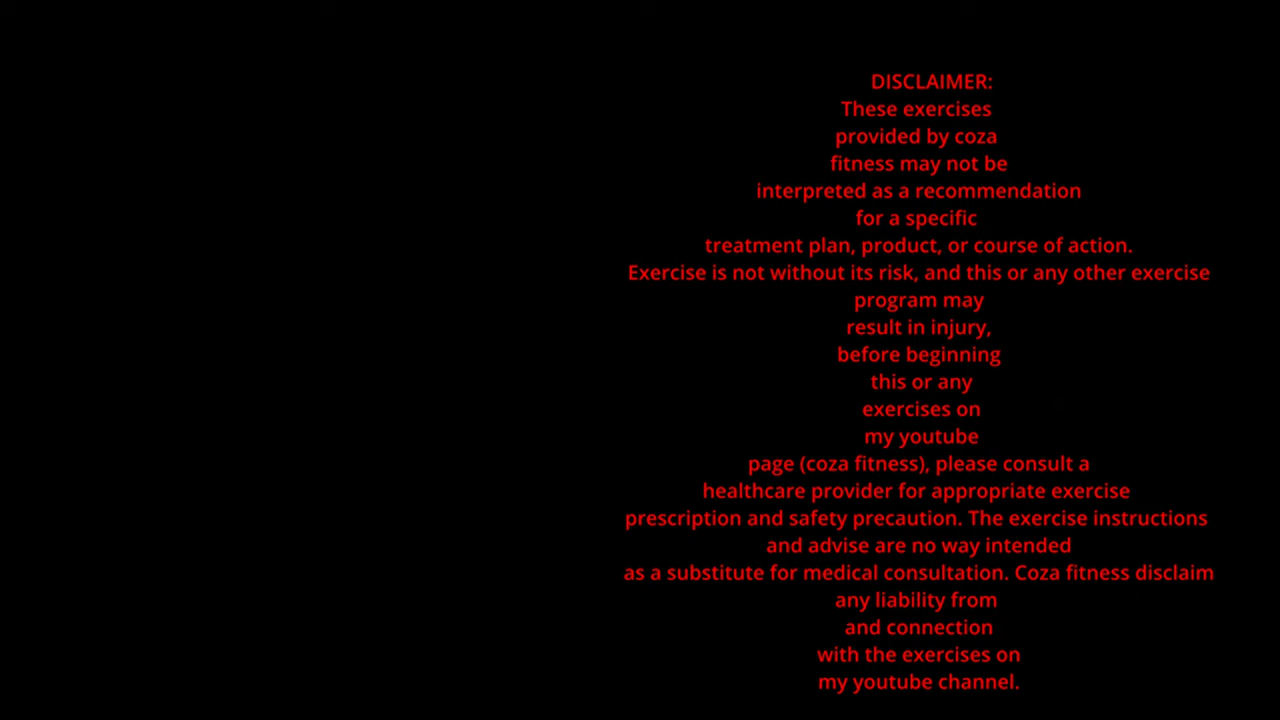 DISCLAIMER:
These exercises
provided by coza
fitness may not be
interpreted as a recommendation
for a specific
treatment plan, product, or course of action.
Exercise is not without its risk, and this or any other exercise
program may
result in injury,
before beginning
this or any
exercises on
my youtube
page (coza fitness), please consult a
healthcare provider for appropriate exercise
prescription and safety precaution. The exercise instructions
and advise are no way intended
as a substitute for medical consultation. Coza fitness disclaim
any liability from
and connection
with the exercises on
my youtube channel.